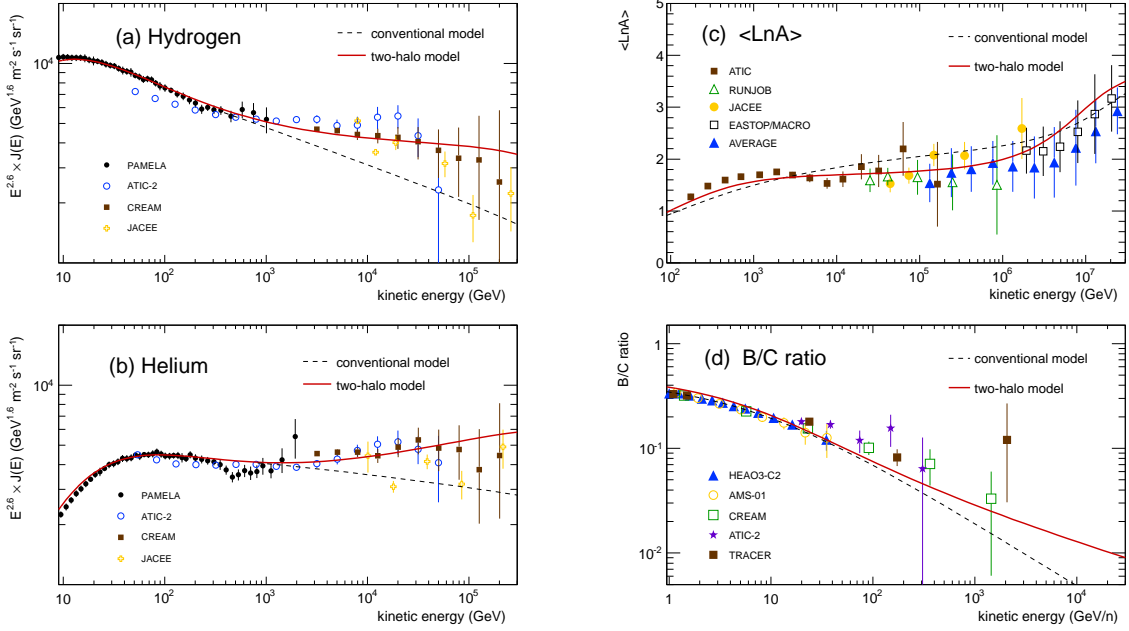 (a) Hydrogen
conventional model
two-halo model
10^4
E^2.6 × J(E) (GeV^1.6 m^-2 s^-1 sr^-1)
PAMELA
ATIC-2
CREAM
JACEE
10 10^2 10^3 10^4 10^5
kinetic energy (GeV)
(b) Helium
conventional model
two-halo model
10^4
E^2.6 × J(E) (GeV^1.6 m^-2 s^-1 sr^-1)
PAMELA
ATIC-2
CREAM
JACEE
10 10^2 10^3 10^4 10^5
kinetic energy (GeV)
(c) <LnA>
conventional model
two-halo model
<LnA>
5
4
3
2
1
0
ATIC
RUNJOB
JACEE
EASTOP/MACRO
AVERAGE
10^2 10^3 10^4 10^5 10^6 10^7
kinetic energy (GeV)
(d) B/C ratio
conventional model
two-halo model
B/C ratio
1
10^-1
10^-2
HEAO3-C2
AMS-01
CREAM
ATIC-2
TRACER
1 10 10^2 10^3 10^4
kinetic energy (GeV/n)